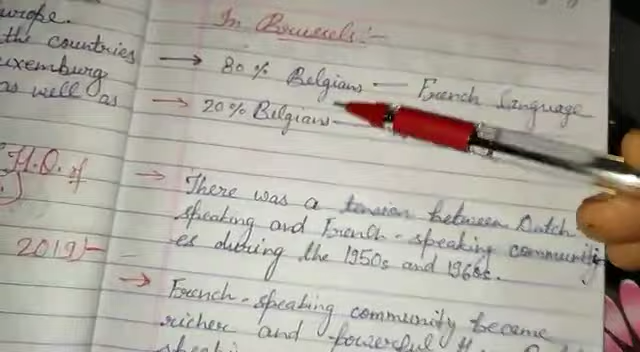 In Brussels:-
→ 80% Belgians — French Language
→ 20% Belgians —
→ There was a tension between Dutch
speaking and French-speaking communiti
es during the 1950s and 1960s.
→ French-speaking community became
richer and powerful
urope.
the countries
uxemburg
as well as
H.Q. of
2019:-